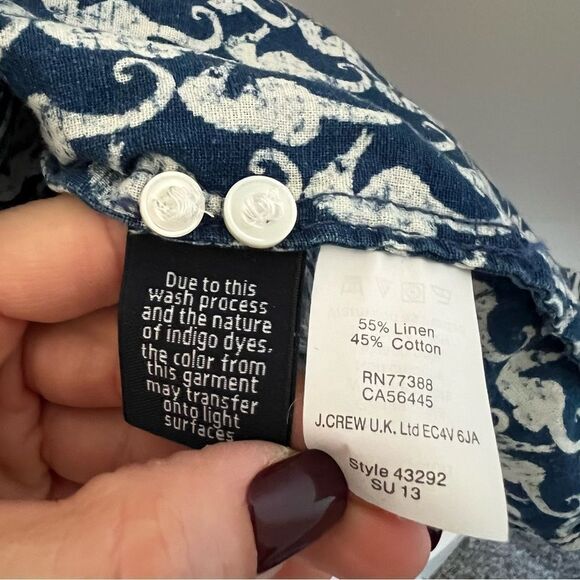 Due to this
wash process
and the nature
of indigo dyes,
the color from
this garment
may transfer
onto light
surfaces
55% Linen
45% Cotton
RN77388
CA56445
J.CREW U.K. Ltd EC4V 6JA
Style 43292
SU 13